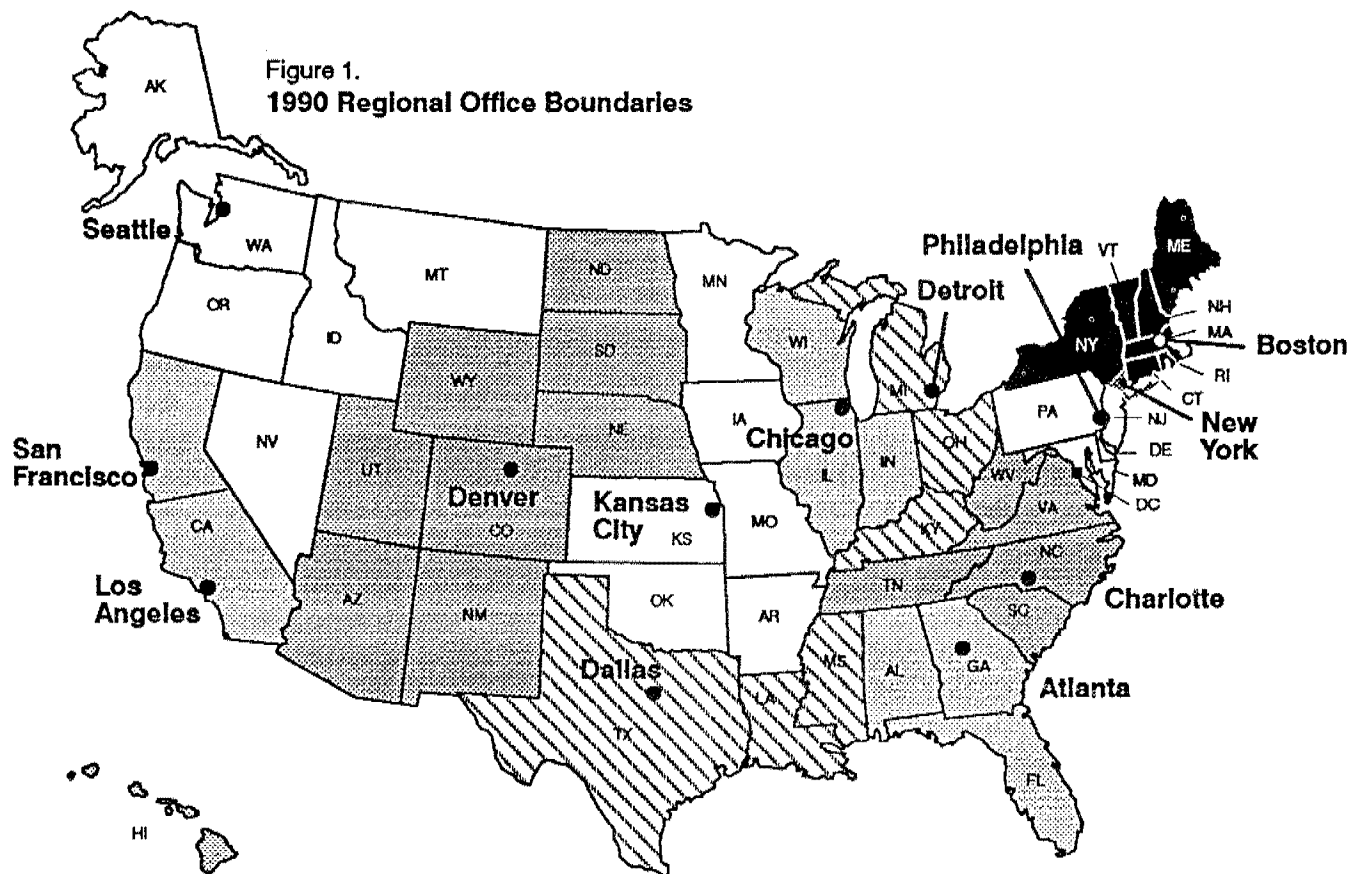 Figure 1.
1990 Regional Office Boundaries
AK
Seattle
WA
OR
ID
MT
ND
MN
SD
WY
NE
IA
WI
MI
Philadelphia
Detroit
VT
ME
NY
NH
MA
Boston
RI
CT
New
York
PA
NJ
DE
MD
DC
San
Francisco
NV
UT
Denver
CO
Kansas
City
KS
MO
Chicago
IL
IN
OH
WV
VA
KY
CA
Los
Angeles
AZ
NM
OK
AR
TN
NC
SC
Charlotte
Dallas
TX
LA
MS
AL
GA
Atlanta
FL
HI